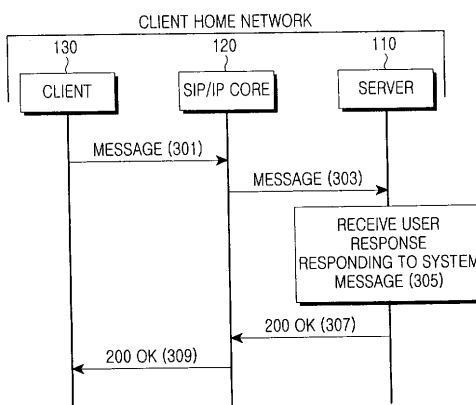 CLIENT HOME NETWORK
130
120
110
CLIENT
SIP/IP CORE
SERVER
MESSAGE (301)
MESSAGE (303)
RECEIVE USER
RESPONSE
RESPONDING TO SYSTEM
MESSAGE (305)
200 OK (307)
200 OK (309)